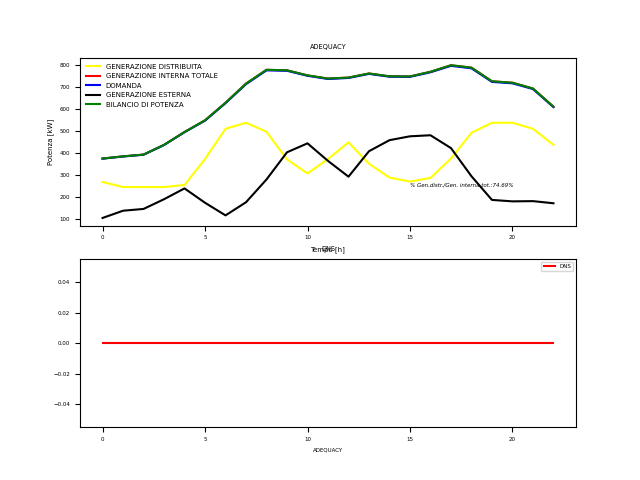 ADEQUACY
GENERAZIONE DISTRIBUITA
GENERAZIONE INTERNA TOTALE
DOMANDA
GENERAZIONE ESTERNA
BILANCIO DI POTENZA
Potenza [kW]
800
700
600
500
400
300
200
100
% Gen.distr./Gen. interna tot.:74.69%
0 5 10 15 20
Tempo [h]
DNS
DNS
0.04
0.02
0.00
−0.02
−0.04
0 5 10 15 20
ADEQUACY